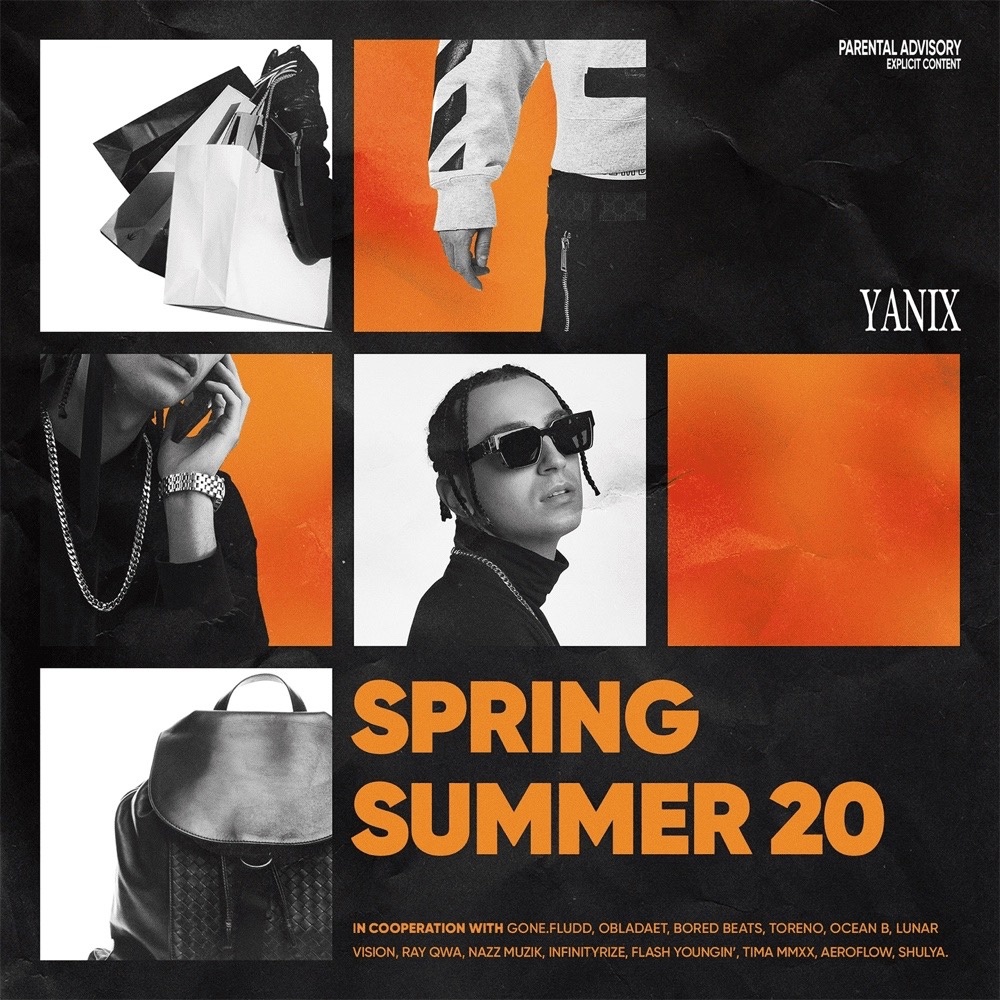 PARENTAL ADVISORY
EXPLICIT CONTENT
YANIX
SPRING
SUMMER 20
IN COOPERATION WITH GONE.FLUDD, OBLADAET, BORED BEATS, TORENO, OCEAN B, LUNAR
VISION, RAY QWA, NAZZ MUZIK, INFINITYRIZE, FLASH YOUNGIN’, TIMA MMXX, AEROFLOW, SHULYA.